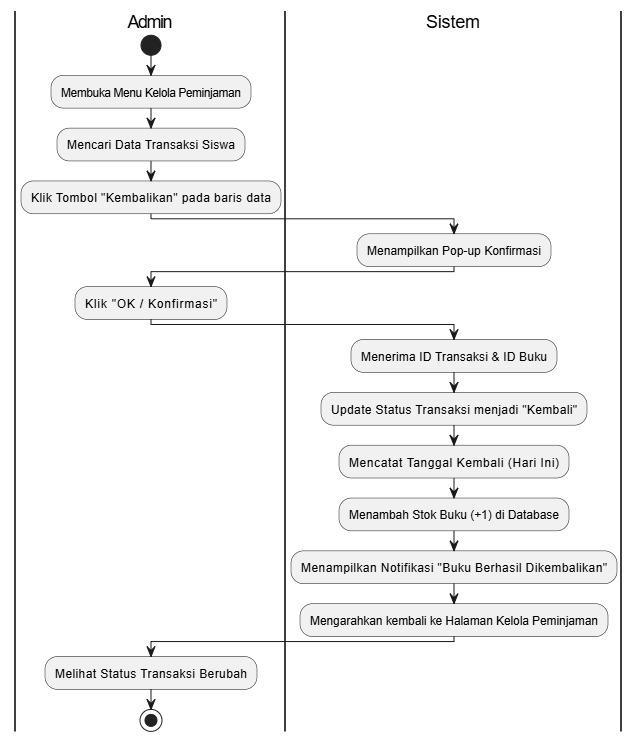 Admin
Sistem
Membuka Menu Kelola Peminjaman
Mencari Data Transaksi Siswa
Klik Tombol "Kembalikan" pada baris data
Menampilkan Pop-up Konfirmasi
Klik "OK / Konfirmasi"
Menerima ID Transaksi & ID Buku
Update Status Transaksi menjadi "Kembali"
Mencatat Tanggal Kembali (Hari Ini)
Menambah Stok Buku (+1) di Database
Menampilkan Notifikasi "Buku Berhasil Dikembalikan"
Mengarahkan kembali ke Halaman Kelola Peminjaman
Melihat Status Transaksi Berubah